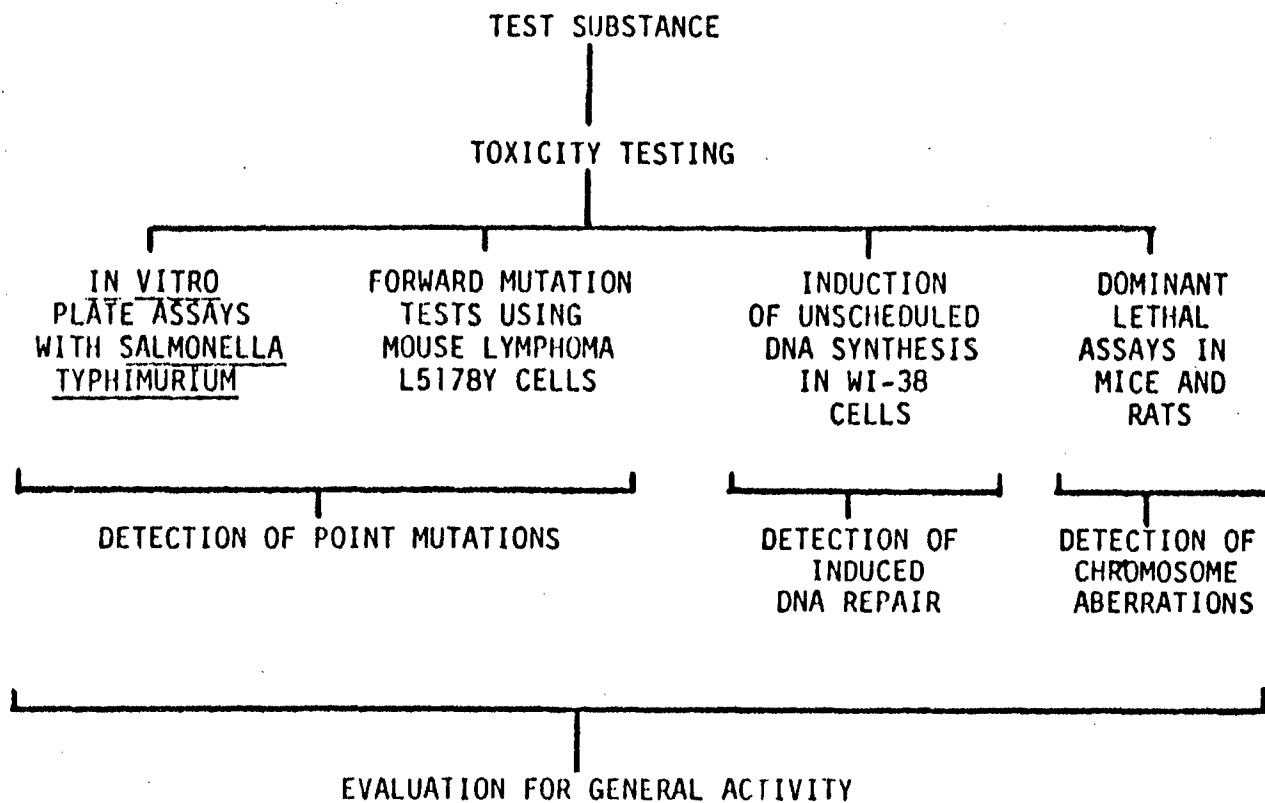 TEST SUBSTANCE
TOXICITY TESTING
IN VITRO
PLATE ASSAYS
WITH SALMONELLA
TYPHIMURIUM
FORWARD MUTATION
TESTS USING
MOUSE LYMPHOMA
L5178Y CELLS
INDUCTION
OF UNSCHEDULED
DNA SYNTHESIS
IN WI-38
CELLS
DOMINANT
LETHAL
ASSAYS IN
MICE AND
RATS
DETECTION OF POINT MUTATIONS
DETECTION OF
INDUCED
DNA REPAIR
DETECTION OF
CHROMOSOME
ABERRATIONS
EVALUATION FOR GENERAL ACTIVITY